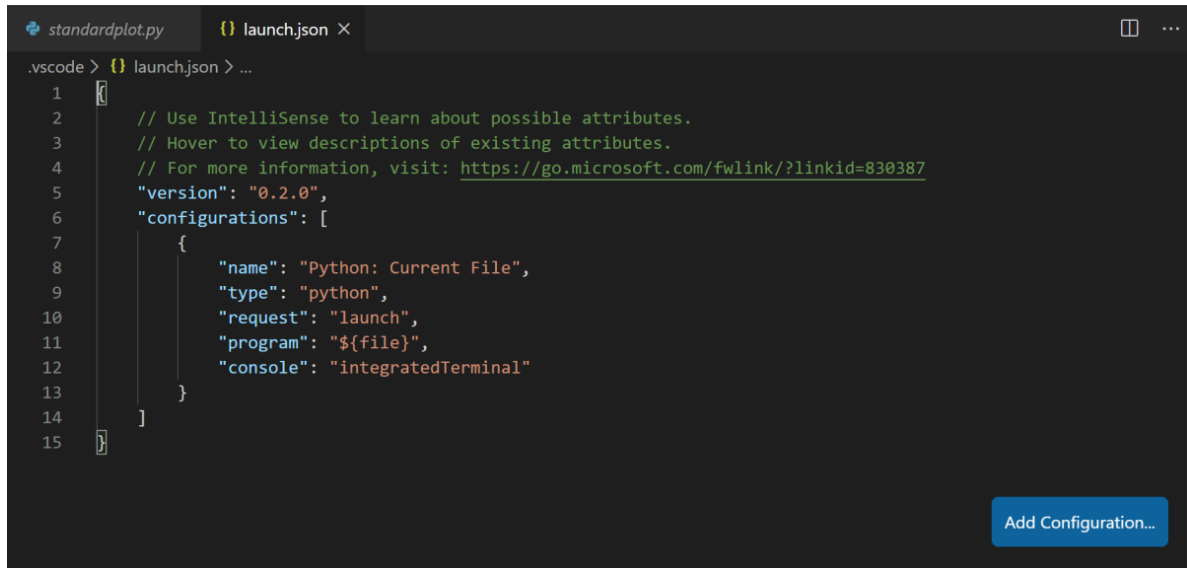 standardplot.py {} launch.json
.vscode > {} launch.json > ...
1 {
2 // Use IntelliSense to learn about possible attributes.
3 // Hover to view descriptions of existing attributes.
4 // For more information, visit: https://go.microsoft.com/fwlink/?linkid=830387
5 "version": "0.2.0",
6 "configurations": [
7 {
8 "name": "Python: Current File",
9 "type": "python",
10 "request": "launch",
11 "program": "${file}",
12 "console": "integratedTerminal"
13 }
14 ]
15 }
Add Configuration...